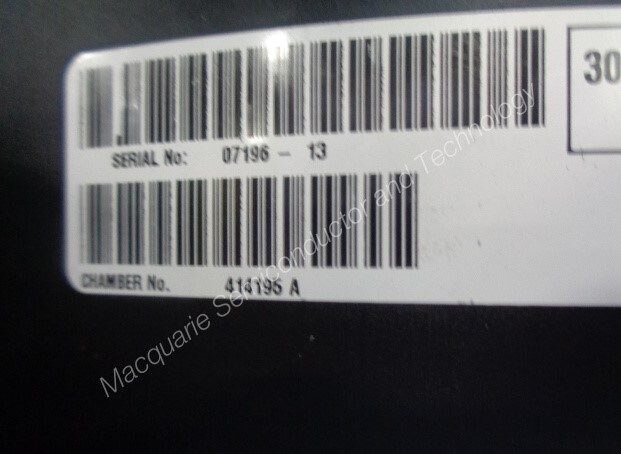 30
SERIAL No: 07196 - 13
CHAMBER No. 414196 A
Macquarie Semiconductor and Technology